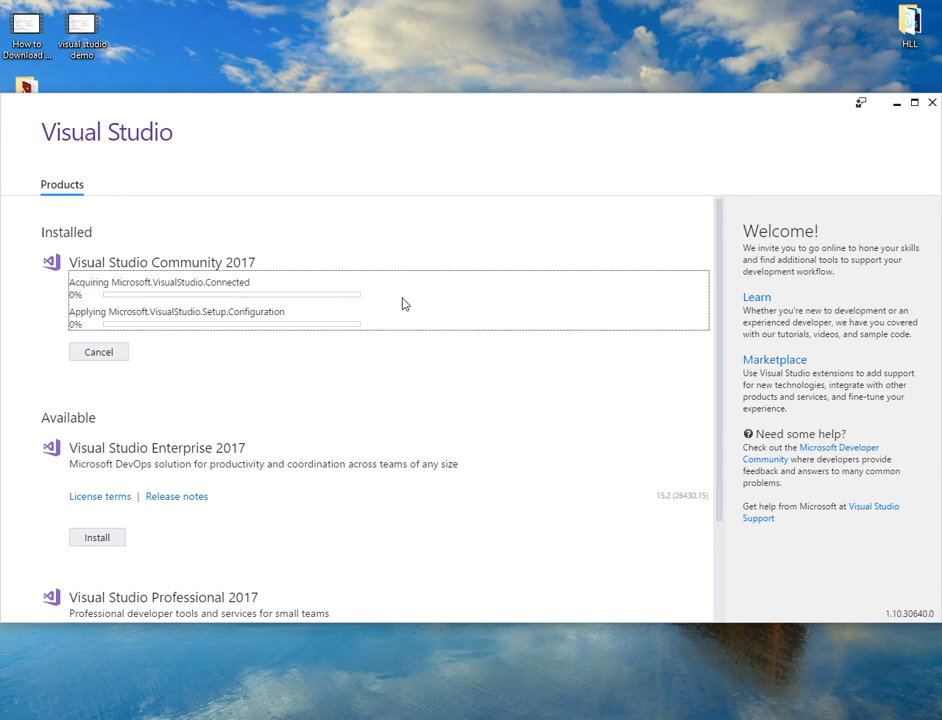 How to
Download ...
visual studio
demo
HLL
Visual Studio
Products
Installed
Visual Studio Community 2017
Acquiring Microsoft.VisualStudio.Connected
0%
Applying Microsoft.VisualStudio.Setup.Configuration
0%
Cancel
Available
Visual Studio Enterprise 2017
Microsoft DevOps solution for productivity and coordination across teams of any size
License terms | Release notes
15.2 (26430.15)
Install
Visual Studio Professional 2017
Professional developer tools and services for small teams
Welcome!
We invite you to go online to hone your skills
and find additional tools to support your
development workflow.
Learn
Whether you're new to development or an
experienced developer, we have you covered
with our tutorials, videos, and sample code.
Marketplace
Use Visual Studio extensions to add support
for new technologies, integrate with other
products and services, and fine-tune your
experience.
Need some help?
Check out the Microsoft Developer
Community where developers provide
feedback and answers to many common
problems.
Get help from Microsoft at Visual Studio
Support
1.10.30640.0